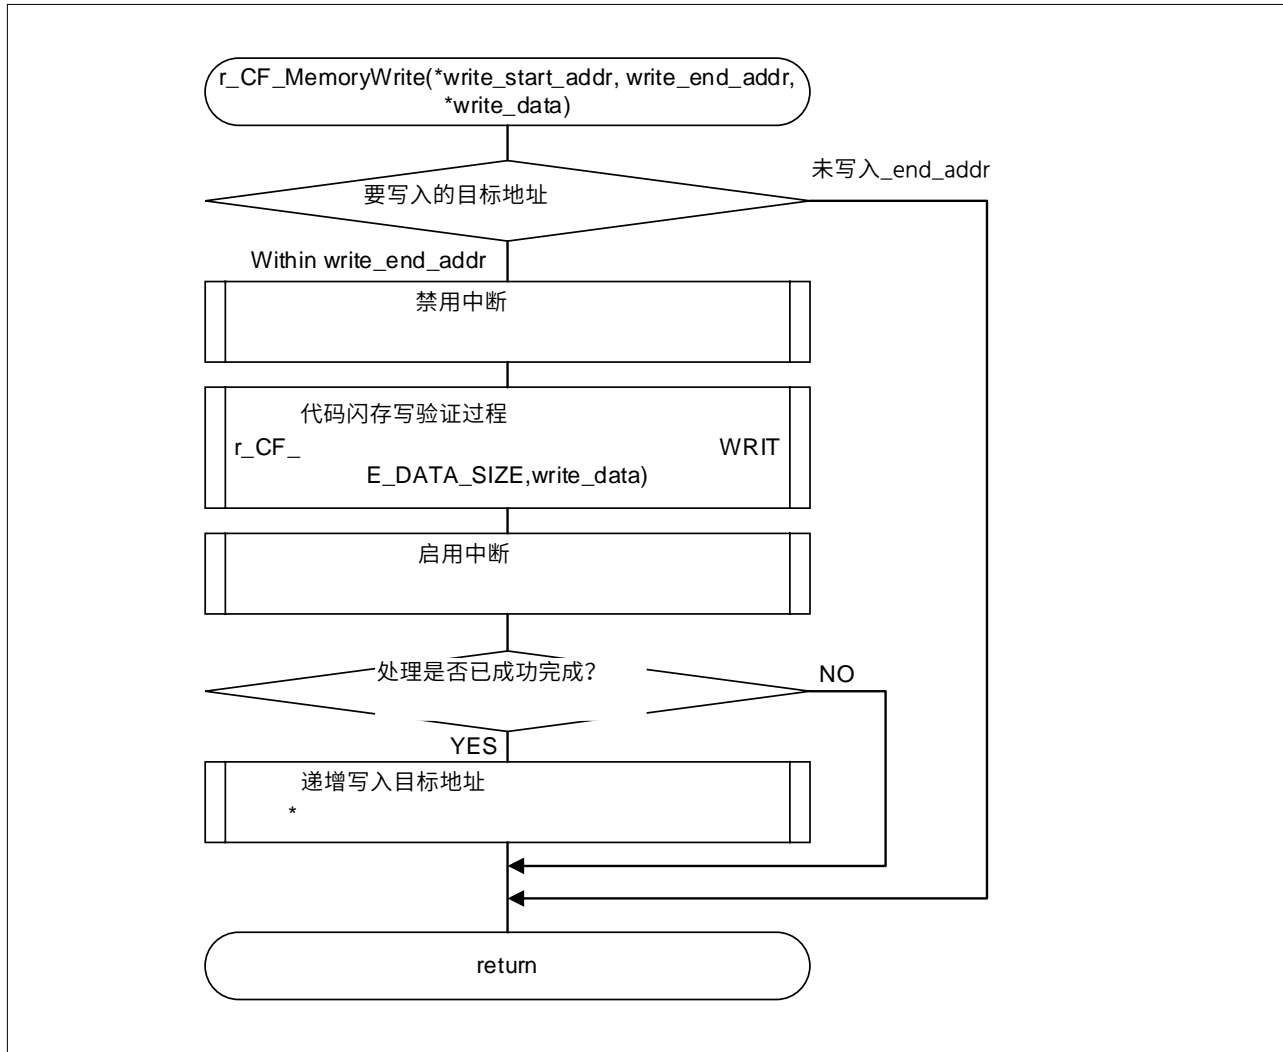 r_CF_MemoryWrite(*write_start_addr, write_end_addr,
*write_data)
未写入_end_addr
要写入的目标地址
Within write_end_addr
禁用中断
代码闪存写验证过程
r_CF_ WRIT
E_DATA_SIZE,write_data)
启用中断
处理是否已成功完成？
NO
YES
递增写入目标地址
*
return